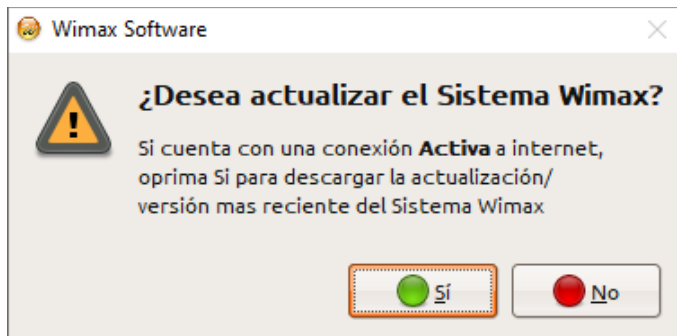 Wimax Software
¿Desea actualizar el Sistema Wimax?
Si cuenta con una conexión Activa a internet,
oprima Si para descargar la actualización/
versión mas reciente del Sistema Wimax
Sí
No